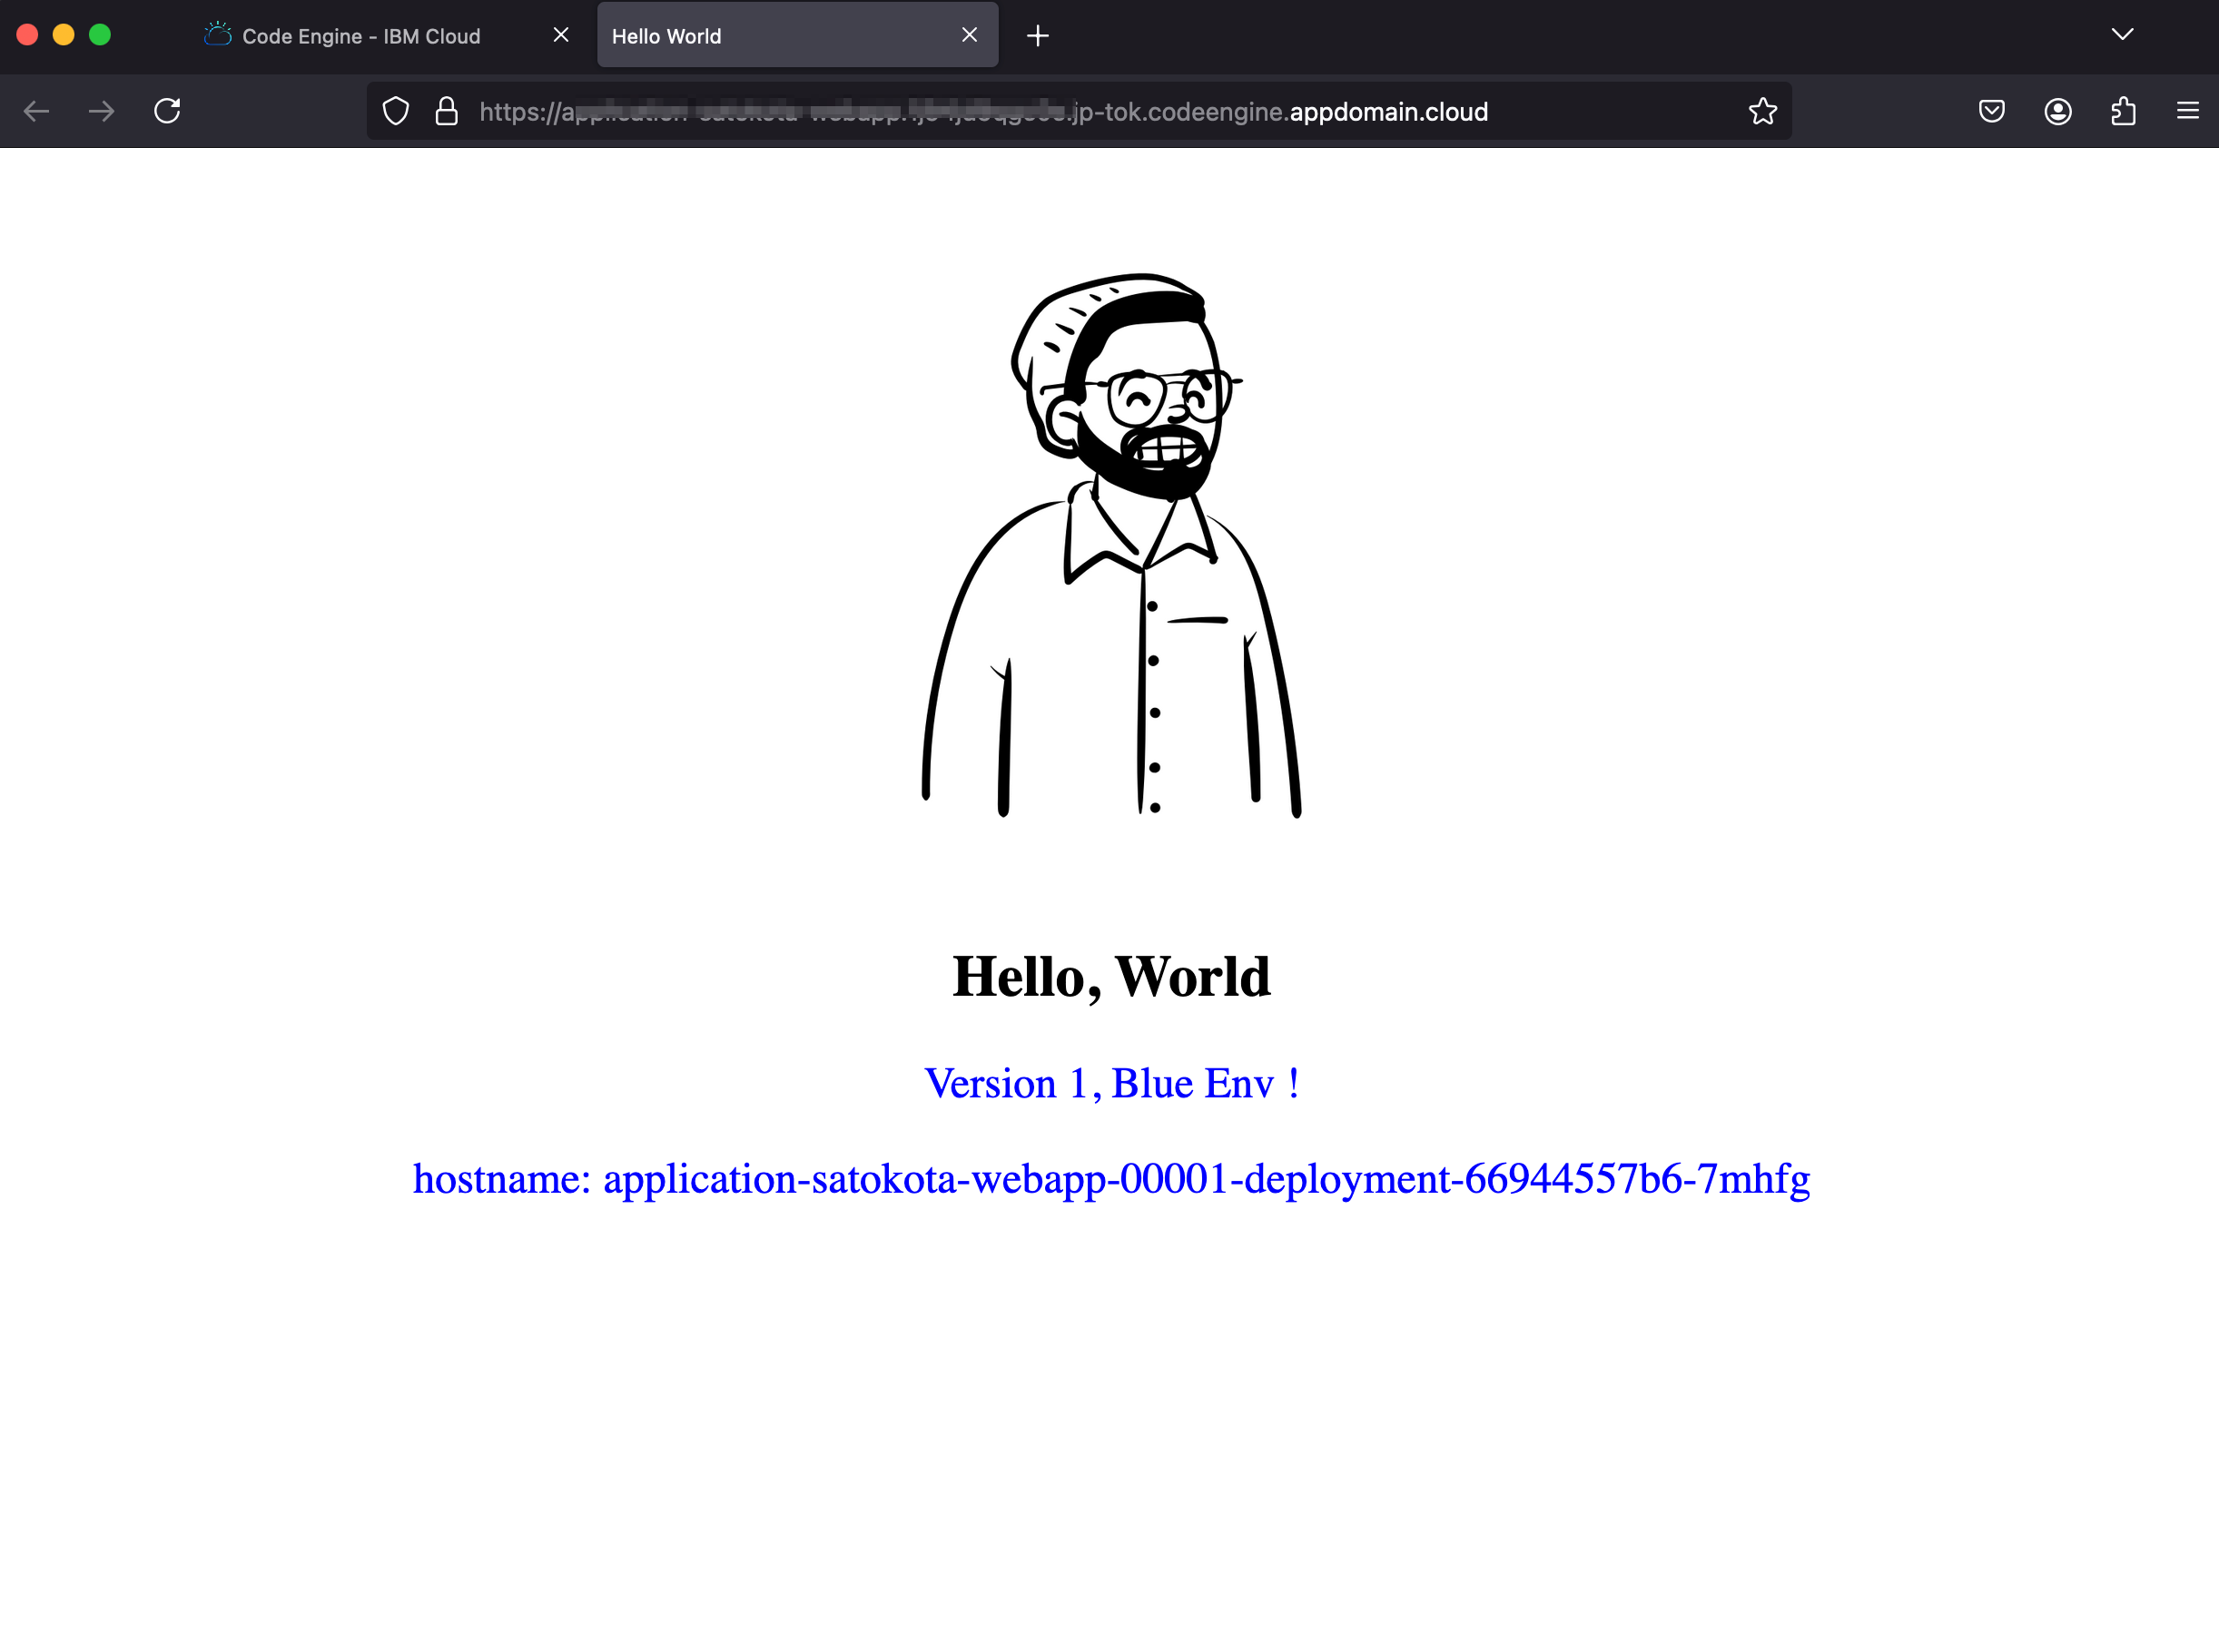 Code Engine - IBM Cloud
Hello World
https://a .jp-tok.codeengine.appdomain.cloud
Hello, World
Version 1, Blue Env !
hostname: application-satokota-webapp-00001-deployment-66944557b6-7mhfg